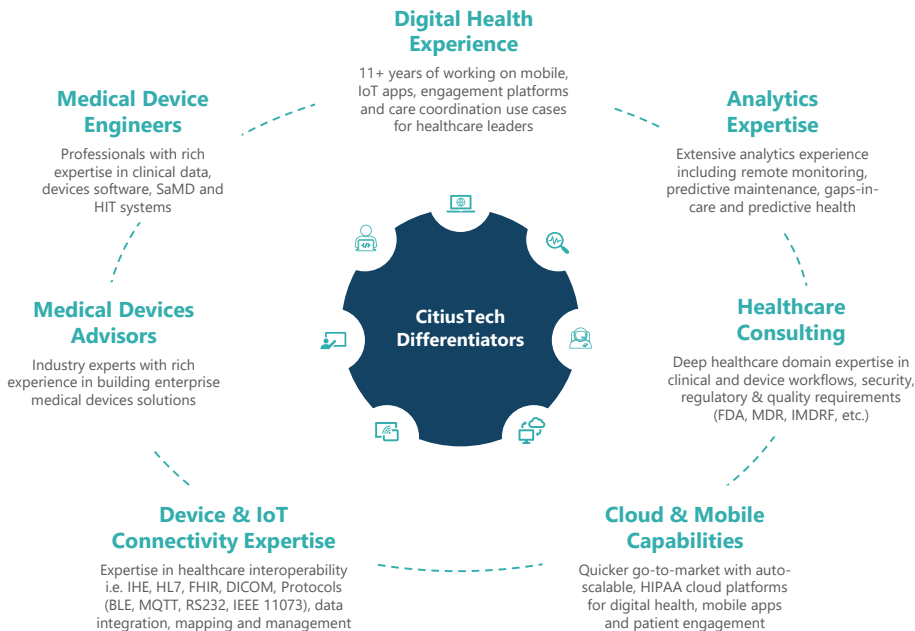 Digital Health
Experience
11+ years of working on mobile,
IoT apps, engagement platforms
and care coordination use cases
for healthcare leaders
Medical Device
Engineers
Professionals with rich
expertise in clinical data,
devices software, SaMD and
HIT systems
Analytics
Expertise
Extensive analytics experience
including remote monitoring,
predictive maintenance, gaps-in-
care and predictive health
CitiusTech
Differentiators
Medical Devices
Advisors
Industry experts with rich
experience in building enterprise
medical devices solutions
Healthcare
Consulting
Deep healthcare domain expertise in
clinical and device workflows, security,
regulatory & quality requirements
(FDA, MDR, IMDRF, etc.)
Device & IoT
Connectivity Expertise
Expertise in healthcare interoperability
i.e. IHE, HL7, FHIR, DICOM, Protocols
(BLE, MQTT, RS232, IEEE 11073), data
integration, mapping and management
Cloud & Mobile
Capabilities
Quicker go-to-market with auto-
scalable, HIPAA cloud platforms
for digital health, mobile apps
and patient engagement